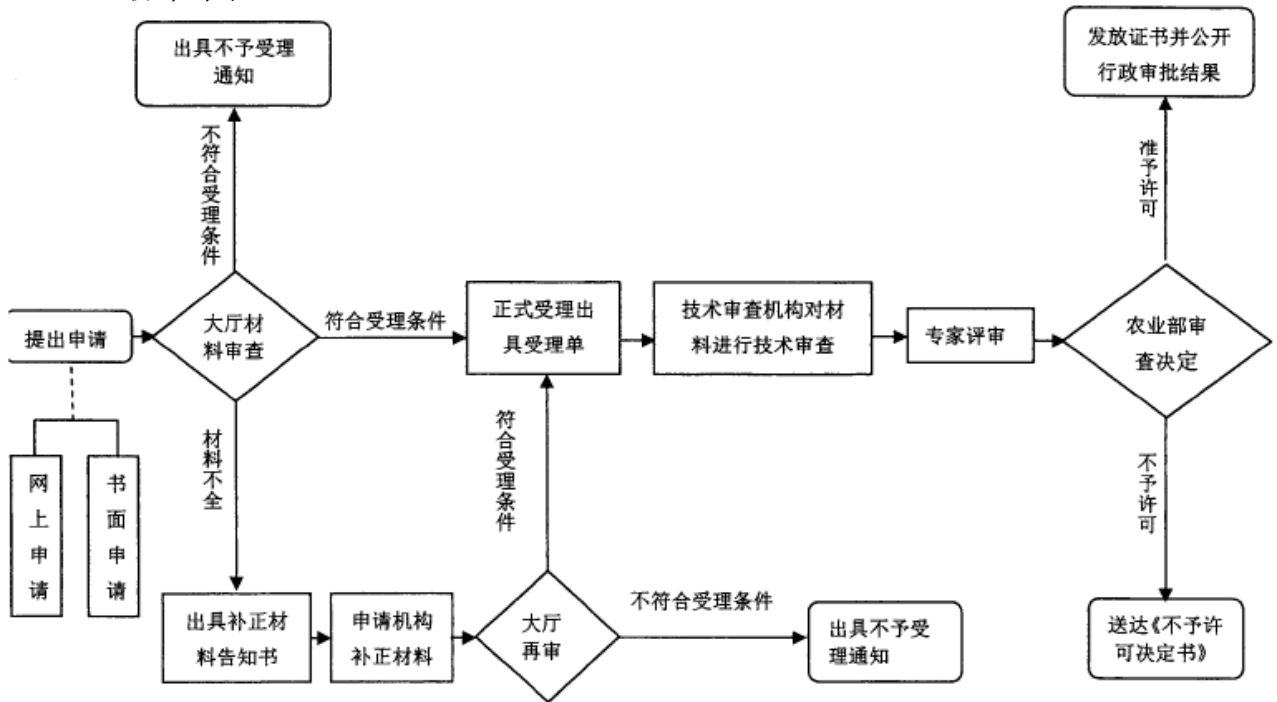 出具不予受理
通知
发放证书并公开
行政审批结果
不符合受理条件
准予许可
提出申请
大厅材
料审查
符合受理条件
正式受理出
具受理单
技术审查机构对材
料进行技术审查
专家评审
农业部审
查决定
网上申请
书面申请
材料不全
符合受理条件
不予许可
出具补正材
料告知书
申请机构
补正材料
大厅
再审
不符合受理条件
出具不予受
理通知
送达《不予许
可决定书》